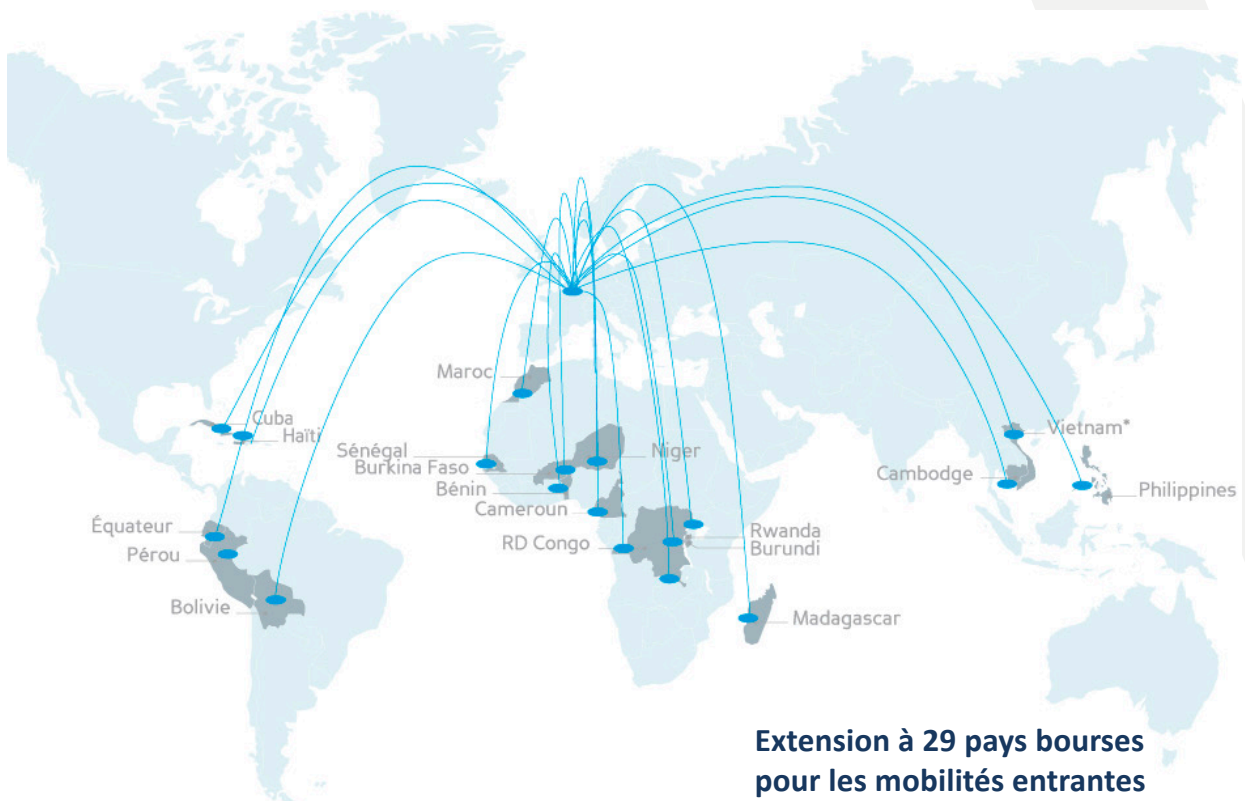 Maroc
Cuba
Haïti
Sénégal
Niger
Vietnam*
Burkina Faso
Cambodge
Bénin
Philippines
Cameroun
Équateur
Rwanda
RD Congo
Burundi
Pérou
Bolivie
Madagascar
Extension à 29 pays bourses
pour les mobilités entrantes